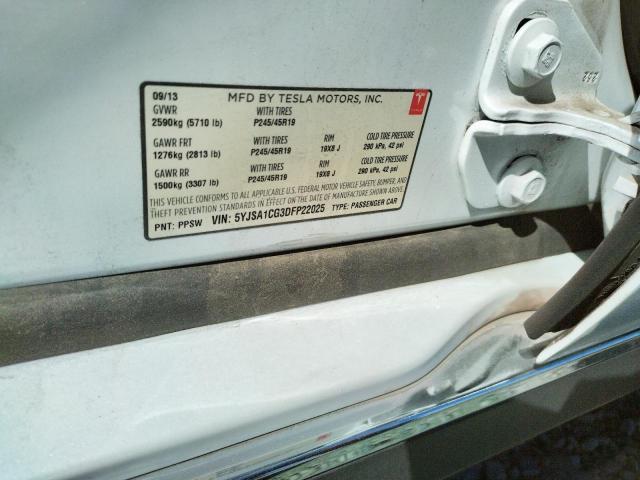 09/13 MFD BY TESLA MOTORS, INC.
GVWR WITH TIRES
2590kg (5710 lb) P245/45R19
GAWR FRT WITH TIRES RIM COLD TIRE PRESSURE
1276kg (2813 lb) P245/45R19 19X8 J 290 kPa, 42 psi
GAWR RR WITH TIRES RIM COLD TIRE PRESSURE
1500kg (3307 lb) P245/45R19 19X8 J 290 kPa, 42 psi
THIS VEHICLE CONFORMS TO ALL APPLICABLE U.S. FEDERAL MOTOR VEHICLE SAFETY, BUMPER, AND
THEFT PREVENTION STANDARDS IN EFFECT ON THE DATE OF MANUFACTURE SHOWN ABOVE.
PNT: PPSW VIN: 5YJSA1CG3DFP22025 TYPE: PASSENGER CAR
252